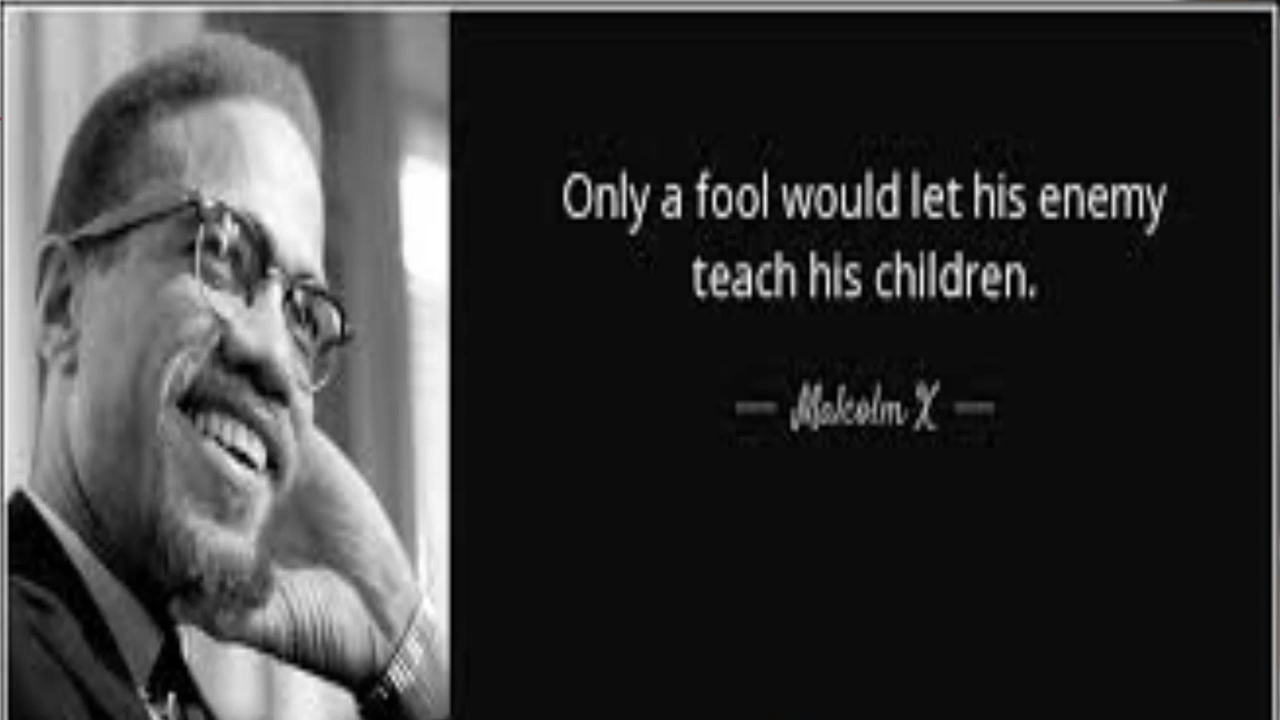 Only a fool would let his enemy
teach his children.
— Malcolm X —